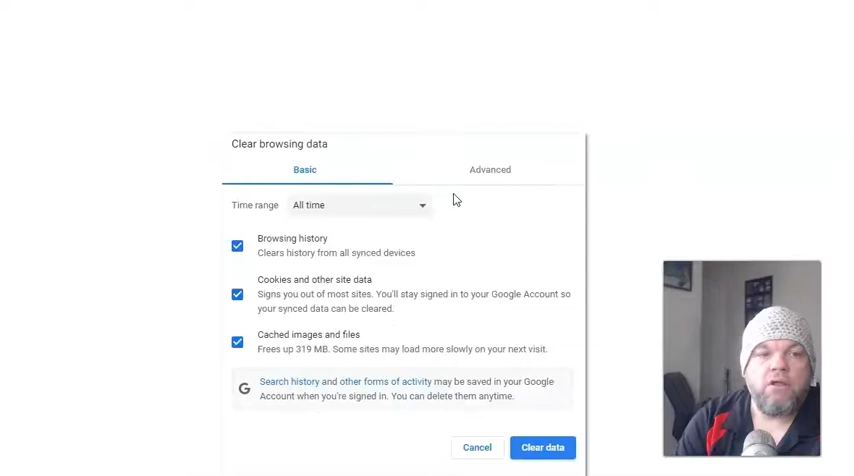 Clear browsing data
Basic
Advanced
Time range
All time
Browsing history
Clears history from all synced devices
Cookies and other site data
Signs you out of most sites. You'll stay signed in to your Google Account so
your synced data can be cleared.
Cached images and files
Frees up 319 MB. Some sites may load more slowly on your next visit.
G
Search history and other forms of activity may be saved in your Google
Account when you're signed in. You can delete them anytime.
Cancel
Clear data